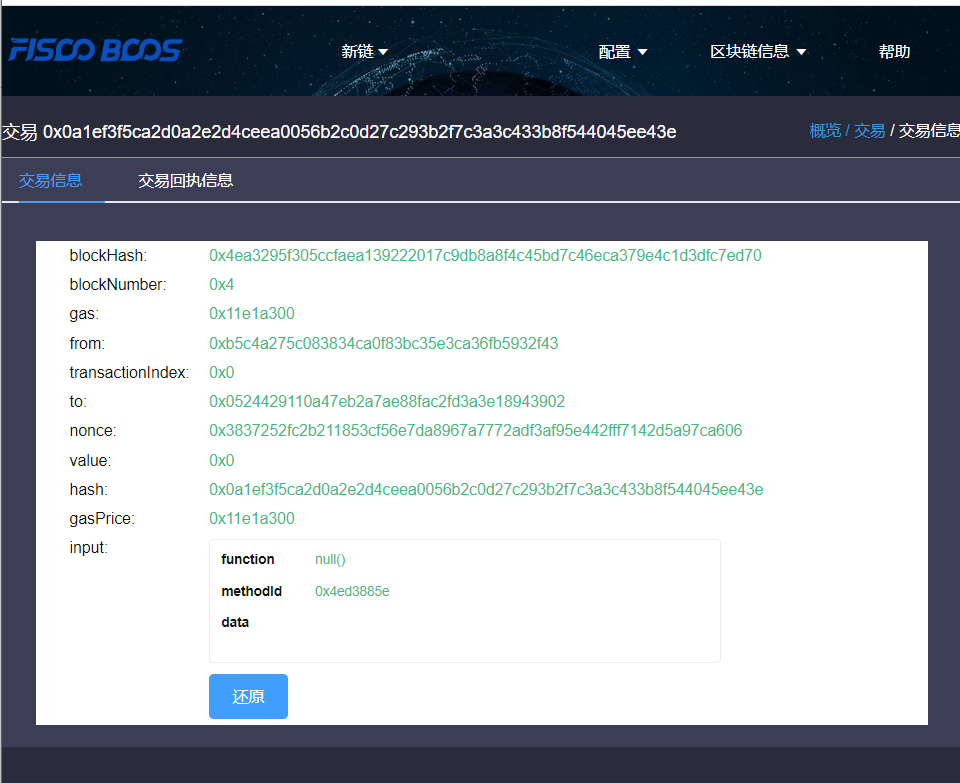 FISCO BCOS
新链 配置 区块链信息 帮助
交易 0x0a1ef3f5ca2d0a2e2d4ceea0056b2c0d27c293b2f7c3a3c433b8f544045ee43e 概览 / 交易 / 交易信息
交易信息 交易回执信息
blockHash: 0x4ea3295f305ccfaea139222017c9db8a8f4c45bd7c46eca379e4c1d3dfc7ed70
blockNumber: 0x4
gas: 0x11e1a300
from: 0xb5c4a275c083834ca0f83bc35e3ca36fb5932f43
transactionIndex: 0x0
to: 0x0524429110a47eb2a7ae88fac2fd3a3e18943902
nonce: 0x3837252fc2b211853cf56e7da8967a7772adf3af95e442fff7142d5a97ca606
value: 0x0
hash: 0x0a1ef3f5ca2d0a2e2d4ceea0056b2c0d27c293b2f7c3a3c433b8f544045ee43e
gasPrice: 0x11e1a300
input:
function null()
methodId 0x4ed3885e
data
还原